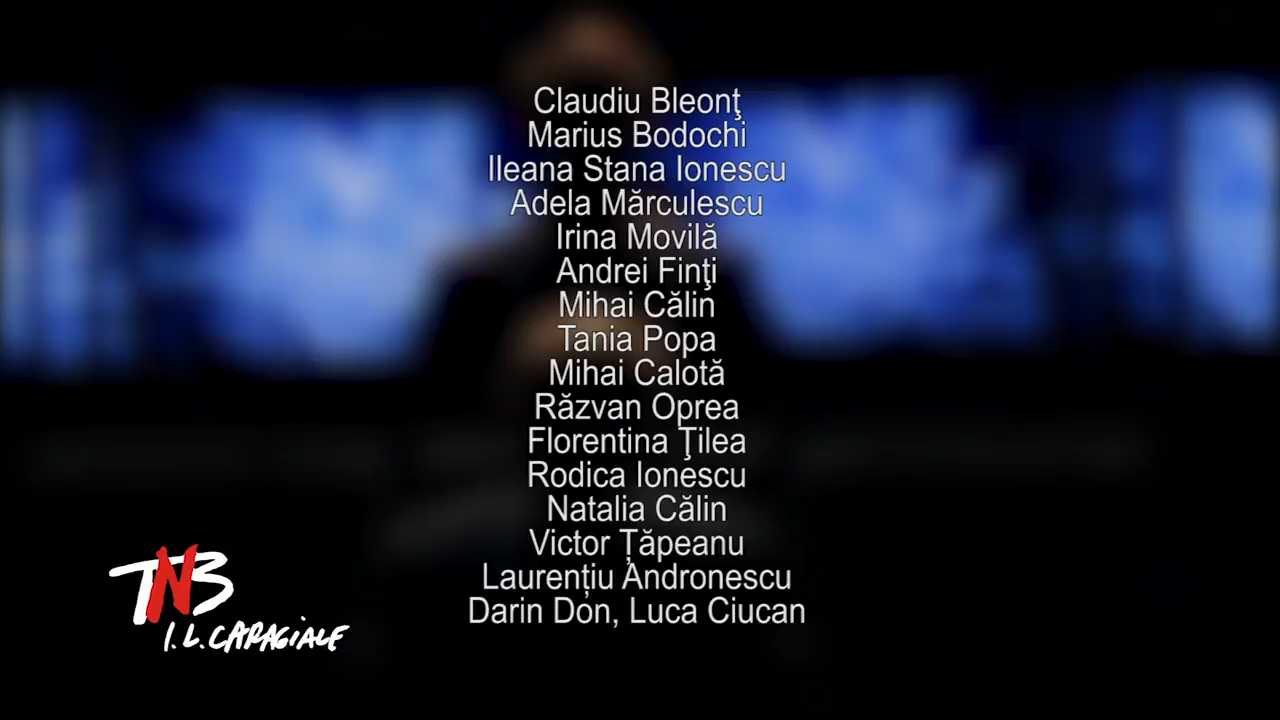 Claudiu Bleonţ
Marius Bodochi
Ileana Stana Ionescu
Adela Mărculescu
Irina Movilă
Andrei Finţi
Mihai Călin
Tania Popa
Mihai Calotă
Răzvan Oprea
Florentina Ţilea
Rodica Ionescu
Natalia Călin
Victor Țăpeanu
Laurențiu Andronescu
Darin Don, Luca Ciucan
TNB
I.L.CARAGIALE